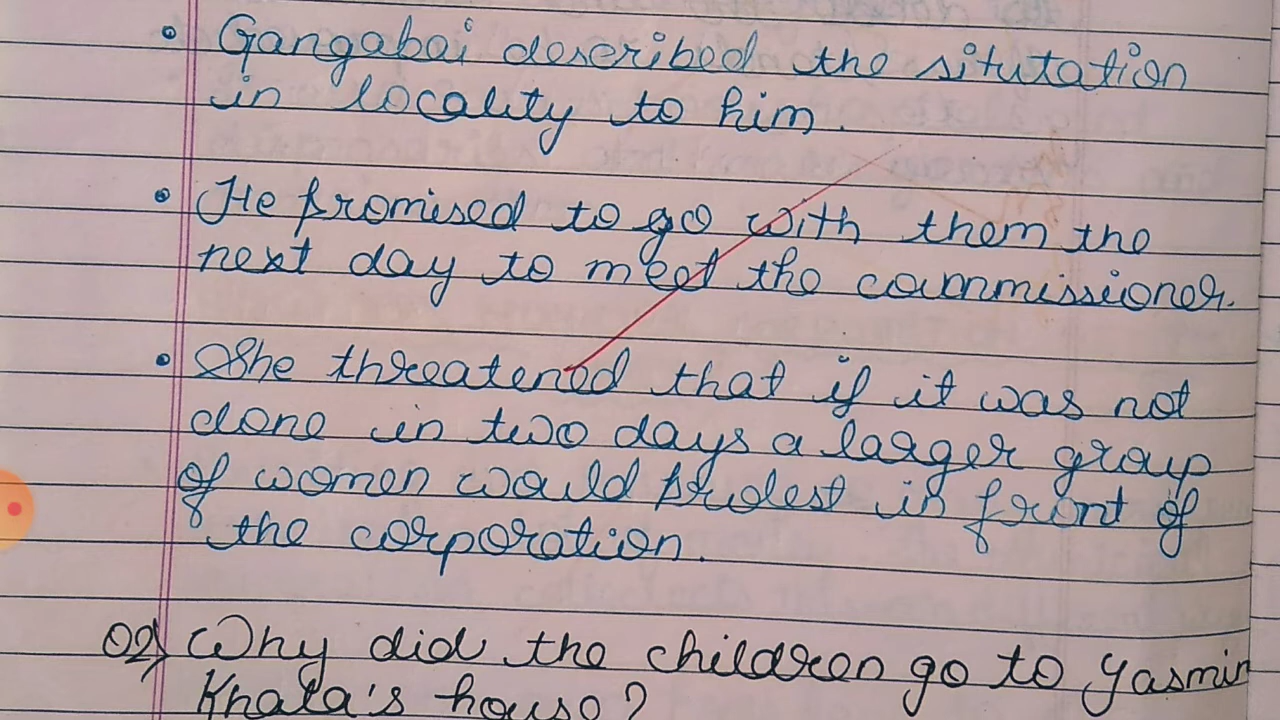 • Gangabai described the situtation
in locality to him.
• He promised to go with them the
next day to meet the commmissioner.
• She threatened that if it was not
done in two days a larger group
of women would protest in front of
the corporation.
Q2) Why did the children go to Yasmin
Khala's house?